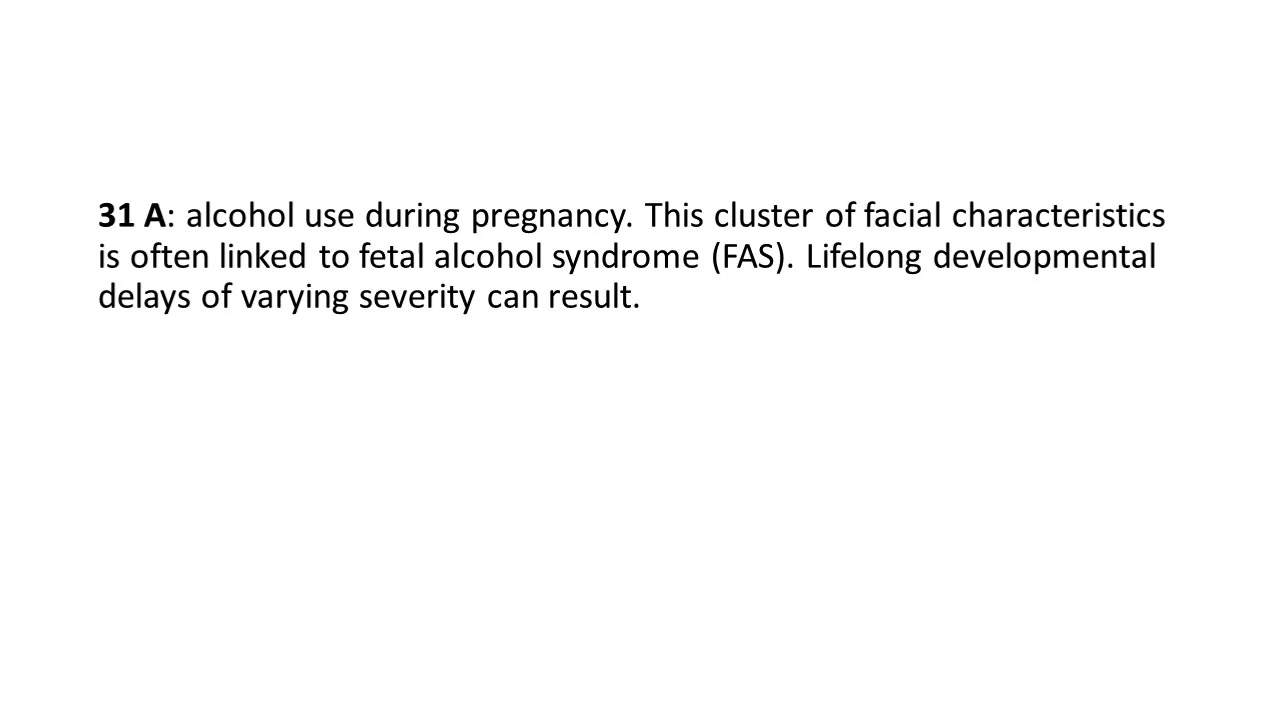 31 A: alcohol use during pregnancy. This cluster of facial characteristics
is often linked to fetal alcohol syndrome (FAS). Lifelong developmental
delays of varying severity can result.